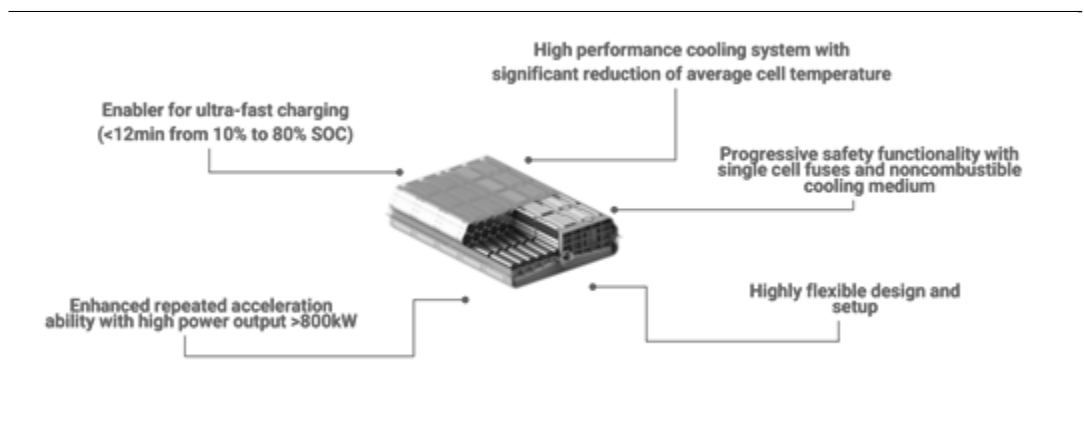 High performance cooling system with
significant reduction of average cell temperature
Enabler for ultra-fast charging
(<12min from 10% to 80% SOC)
Progressive safety functionality with
single cell fuses and noncombustible
cooling medium
Enhanced repeated acceleration
ability with high power output >800kW
Highly flexible design and
setup